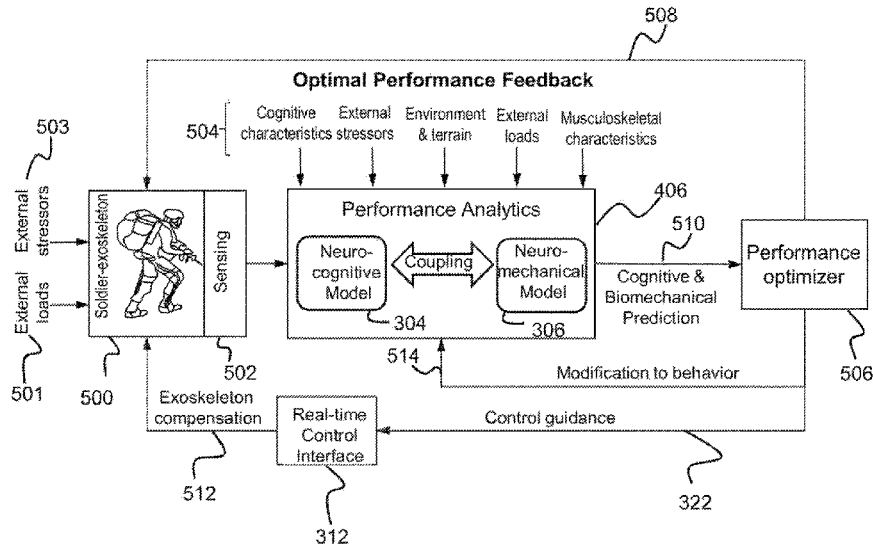 508
Optimal Performance Feedback
504
Cognitive
characteristics
External
stressors
Environment
& terrain
External
loads
Musculoskeletal
characteristics
503
External
stressors
External
loads
501
Soldier-exoskeleton
500
Sensing
502
Performance Analytics
406
Neuro-
cognitive
Model
304
Coupling
Neuro-
mechanical
Model
306
510
Cognitive &
Biomechanical
Prediction
Performance
optimizer
506
514
Modification to behavior
Exoskeleton
compensation
512
Real-time
Control
Interface
312
Control guidance
322